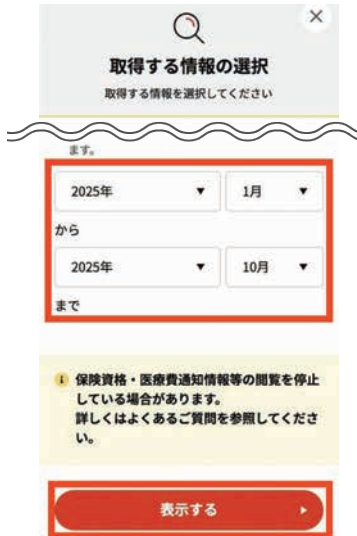 取得する情報の選択
取得する情報を選択してください
ます。
2025年 ▼ 1月 ▼
から
2025年 ▼ 10月 ▼
まで
保険資格・医療費通知情報等の閲覧を停止
している場合があります。
詳しくはよくあるご質問を参照してくださ
い。
表示する